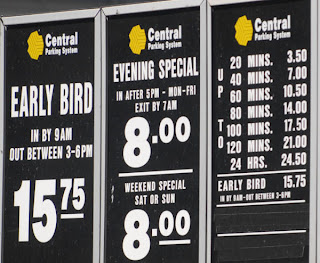 Central
Parking System
EARLY BIRD
IN BY 9AM
OUT BETWEEN 3-6PM
15.75
Central
Parking System
EVENING SPECIAL
IN AFTER 5PM - MON-FRI
EXIT BY 7AM
8.00
WEEKEND SPECIAL
SAT OR SUN
8.00
Central
Parking System
UP TO
20 MINS. 3.50
40 MINS. 7.00
60 MINS. 10.50
80 MINS. 14.00
100 MINS. 17.50
120 MINS. 21.00
24 HRS. 24.50
EARLY BIRD 15.75
IN BY 9AM-OUT BETWEEN 3-6PM